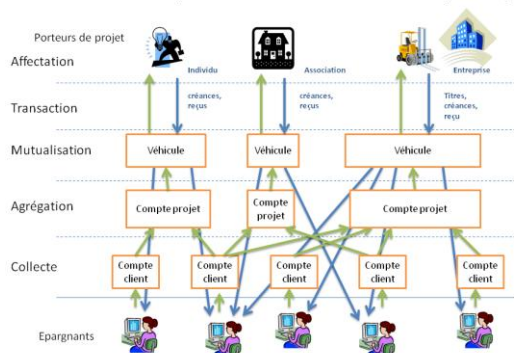 Porteurs de projet
Affectation
Individu
Association
Entreprise
créances,
reçus
créances,
reçus
Titres,
créances,
reçu
Transaction
Mutualisation
Véhicule
Véhicule
Véhicule
Agrégation
Compte projet
Compte
projet
Compte projet
Collecte
Compte
client
Compte
client
Compte
client
Compte
client
Compte
client
Epargnants